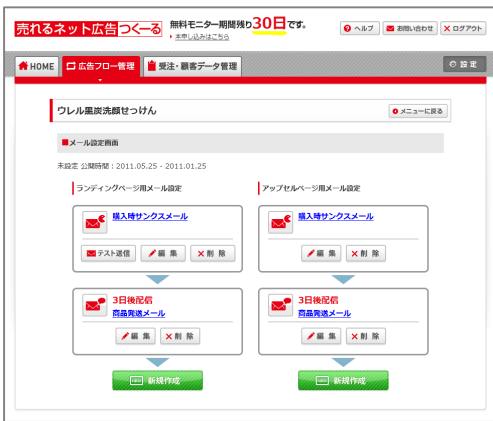 売れるネット広告つくーる
無料モニター期間残り30日です。
本申し込みはこちら
ヘルプ
お問い合わせ
ログアウト
HOME
広告フロー管理
受注・顧客データ管理
設定
ウレル黒炭洗顔せっけん
メニューに戻る
■メール設定画面
未設定 公開時間：2011.05.25 - 2011.01.25
ランディングページ用メール設定
アップセルページ用メール設定
購入時サンクスメール
テスト送信
編集
削除
購入時サンクスメール
編集
削除
3日後配信
商品発送メール
編集
削除
3日後配信
商品発送メール
編集
削除
新規作成
新規作成